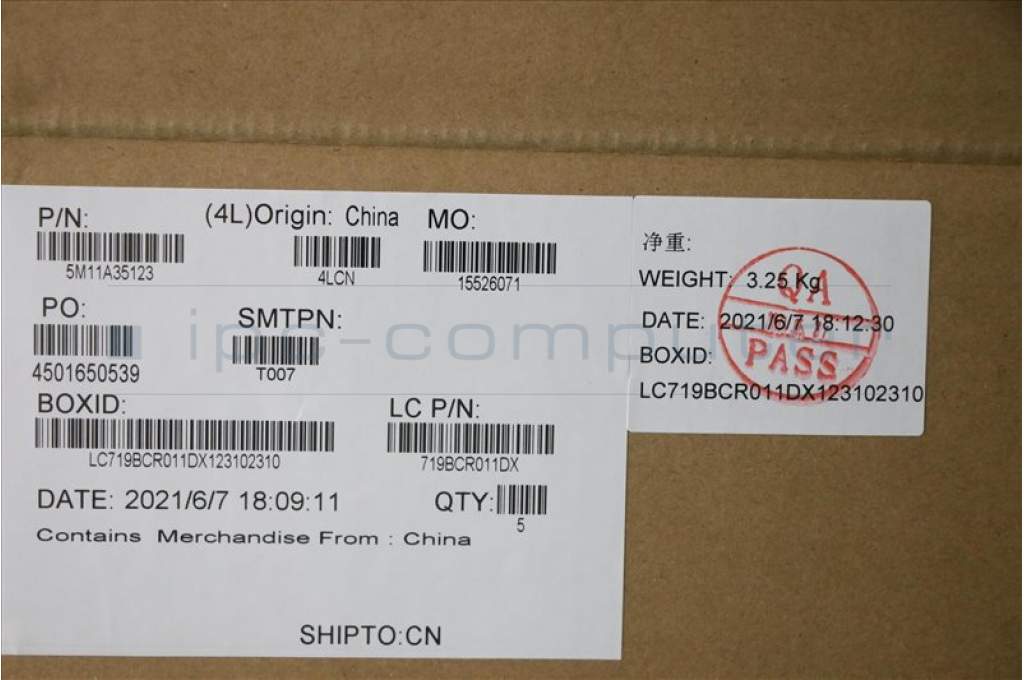 P/N: (4L)Origin: China MO:
5M11A35123 4LCN 15526071
PO: SMTPN:
4501650539 T007
BOXID: LC P/N:
LC719BCR011DX123102310 719BCR011DX
DATE: 2021/6/7 18:09:11 QTY:
5
Contains Merchandise From : China
SHIPTO:CN
净重:
WEIGHT: 3.25 Kg
DATE: 2021/6/7 18:12:30
BOXID:
LC719BCR011DX123102310
QA
PASS
ipc-computer